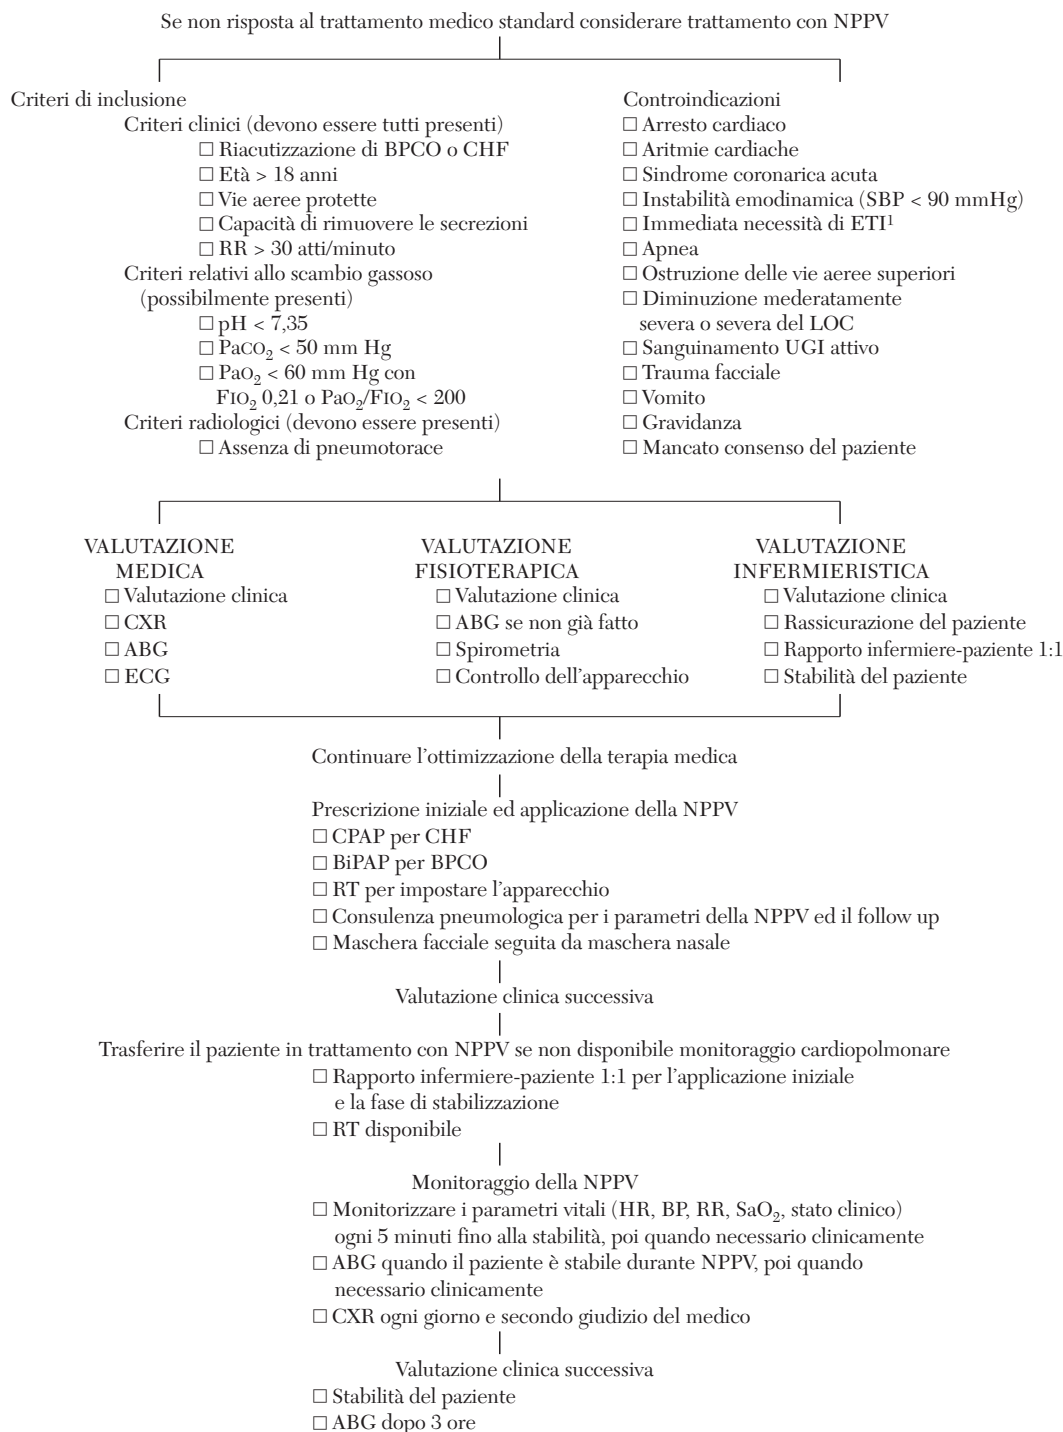 Se non risposta al trattamento medico standard considerare trattamento con NPPV
Criteri di inclusione
Criteri clinici (devono essere tutti presenti)
☐ Riacutizzazione di BPCO o CHF
☐ Età > 18 anni
☐ Vie aeree protette
☐ Capacità di rimuovere le secrezioni
☐ RR > 30 atti/minuto
Criteri relativi allo scambio gassoso
(possibilmente presenti)
☐ pH < 7,35
☐ PaCO₂ < 50 mm Hg
☐ PaO₂ < 60 mm Hg con
FIO₂ 0,21 o PaO₂/FIO₂ < 200
Criteri radiologici (devono essere presenti)
☐ Assenza di pneumotorace
Controindicazioni
☐ Arresto cardiaco
☐ Aritmie cardiache
☐ Sindrome coronarica acuta
☐ Instabilità emodinamica (SBP < 90 mmHg)
☐ Immediata necessità di ETI¹
☐ Apnea
☐ Ostruzione delle vie aeree superiori
☐ Diminuzione mederatamente
severa o severa del LOC
☐ Sanguinamento UGI attivo
☐ Trauma facciale
☐ Vomito
☐ Gravidanza
☐ Mancato consenso del paziente
VALUTAZIONE
MEDICA
☐ Valutazione clinica
☐ CXR
☐ ABG
☐ ECG
VALUTAZIONE
FISIOTERAPICA
☐ Valutazione clinica
☐ ABG se non già fatto
☐ Spirometria
☐ Controllo dell'apparecchio
VALUTAZIONE
INFERMIERISTICA
☐ Valutazione clinica
☐ Rassicurazione del paziente
☐ Rapporto infermiere-paziente 1:1
☐ Stabilità del paziente
Continuare l'ottimizzazione della terapia medica
Prescrizione iniziale ed applicazione della NPPV
☐ CPAP per CHF
☐ BiPAP per BPCO
☐ RT per impostare l'apparecchio
☐ Consulenza pneumologica per i parametri della NPPV ed il follow up
☐ Maschera facciale seguita da maschera nasale
Valutazione clinica successiva
Trasferire il paziente in trattamento con NPPV se non disponibile monitoraggio cardiopolmonare
☐ Rapporto infermiere-paziente 1:1 per l'applicazione iniziale
e la fase di stabilizzazione
☐ RT disponibile
Monitoraggio della NPPV
☐ Monitorizzare i parametri vitali (HR, BP, RR, SaO₂, stato clinico)
ogni 5 minuti fino alla stabilità, poi quando necessario clinicamente
☐ ABG quando il paziente è stabile durante NPPV, poi quando
necessario clinicamente
☐ CXR ogni giorno e secondo giudizio del medico
Valutazione clinica successiva
☐ Stabilità del paziente
☐ ABG dopo 3 ore